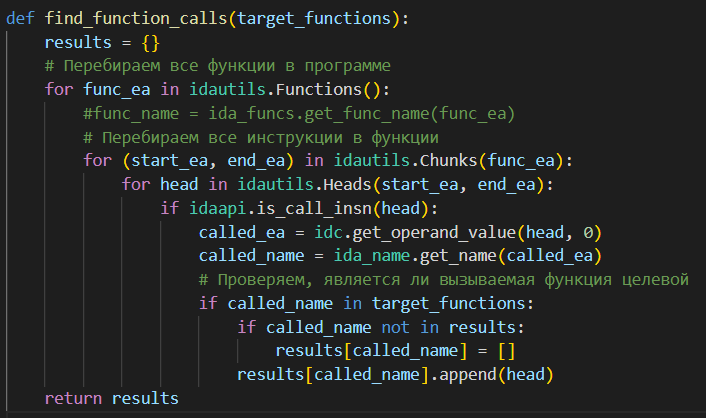 def find_function_calls(target_functions):
    results = {}
    # Перебираем все функции в программе
    for func_ea in idautils.Functions():
        #func_name = ida_funcs.get_func_name(func_ea)
        # Перебираем все инструкции в функции
        for (start_ea, end_ea) in idautils.Chunks(func_ea):
            for head in idautils.Heads(start_ea, end_ea):
                if idaapi.is_call_insn(head):
                    called_ea = idc.get_operand_value(head, 0)
                    called_name = ida_name.get_name(called_ea)
                    # Проверяем, является ли вызываемая функция целевой
                    if called_name in target_functions:
                        if called_name not in results:
                            results[called_name] = []
                        results[called_name].append(head)
    return results